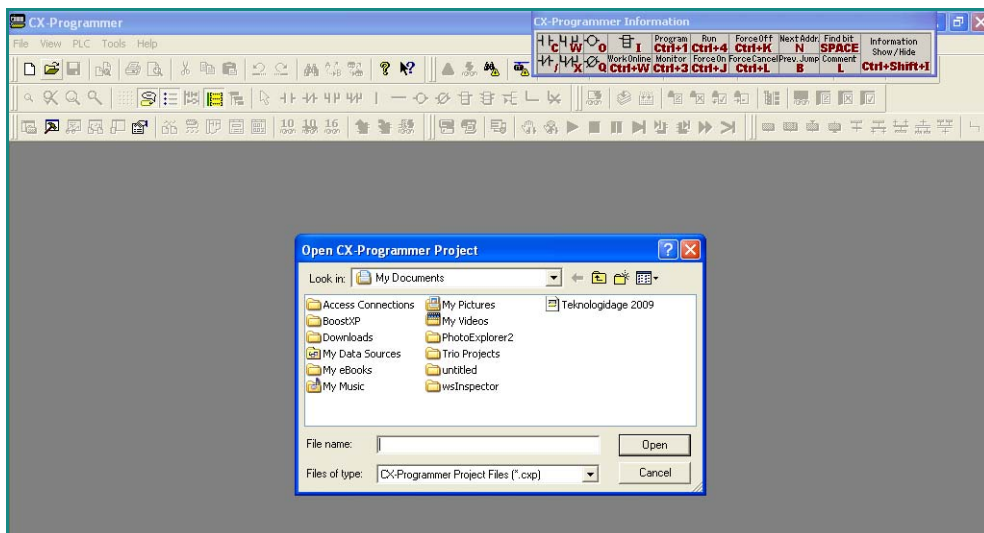 CX-Programmer
File View PLC Tools Help
CX-Programmer Information
C W O I Program Ctrl+1 Run Ctrl+4 ForceOff Ctrl+K NextAddr. N Find bit SPACE Information Show/Hide
/ X Q WorkOnline Ctrl+W Monitor Ctrl+3 ForceOn Ctrl+J ForceCancel Ctrl+L Prev. Jump B Comment L Ctrl+Shift+I
10 10 16
Open CX-Programmer Project
Look in: My Documents
Access Connections My Pictures Teknologidage 2009
BoostXP My Videos
Downloads PhotoExplorer2
My Data Sources Trio Projects
My eBooks untitled
My Music wsInspector
File name: Open
Files of type: CX-Programmer Project Files (*.cxp) Cancel